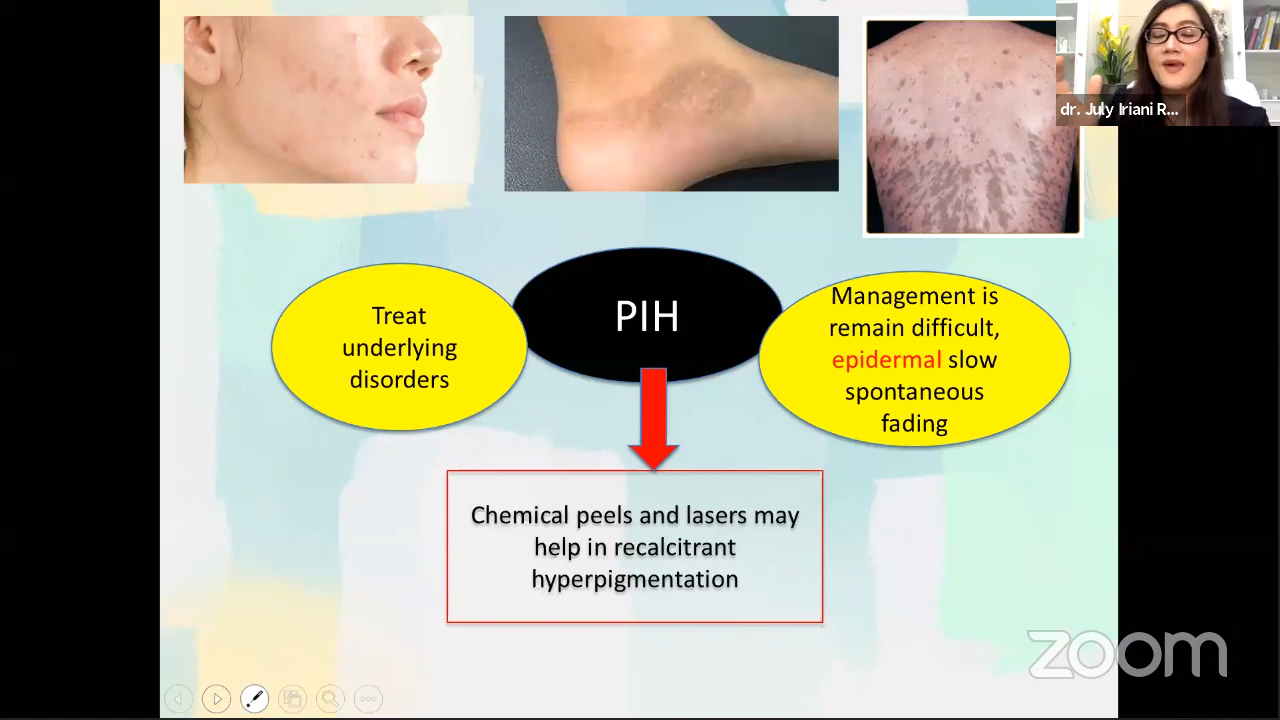 dr. July Iriani R...
PIH
Treat
underlying
disorders
Management is
remain difficult,
epidermal slow
spontaneous
fading
Chemical peels and lasers may
help in recalcitrant
hyperpigmentation
zoom